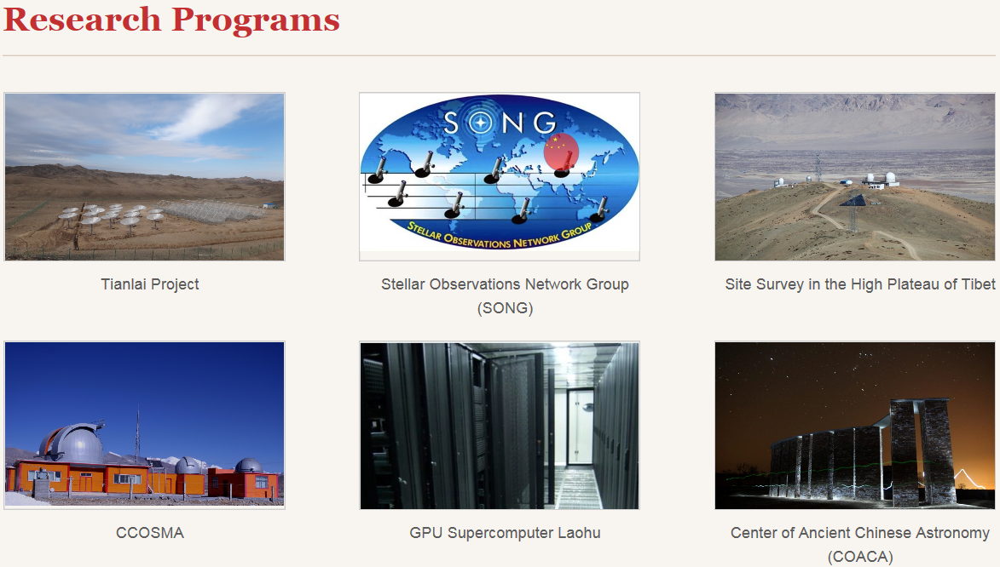 Research Programs
SONG
STELLAR OBSERVATIONS NETWORK GROUP
Tianlai Project
Stellar Observations Network Group
(SONG)
Site Survey in the High Plateau of Tibet
CCOSMA
GPU Supercomputer Laohu
Center of Ancient Chinese Astronomy
(COACA)